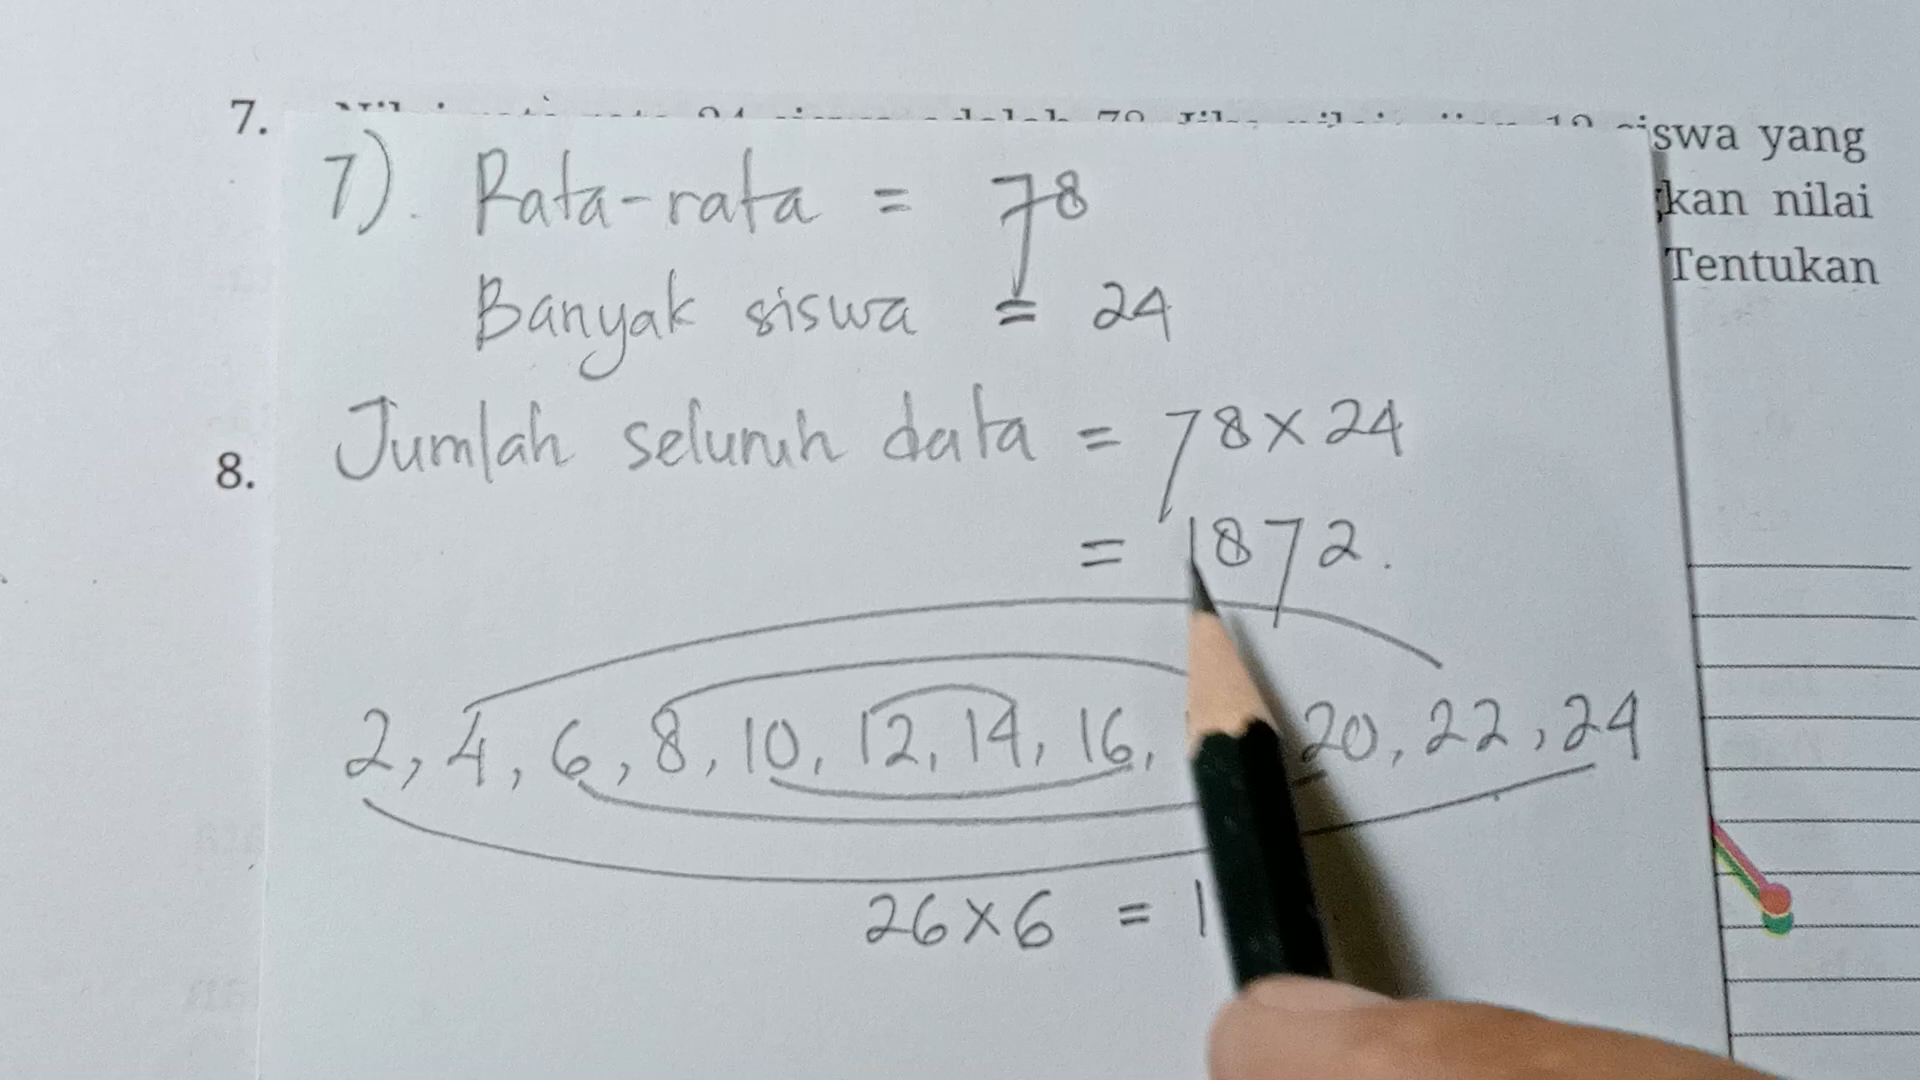 7.
siswa yang
kan nilai
Tentukan
7). Rata-rata = 78
Banyak siswa = 24
Jumlah seluruh data = 78 x 24
8.
= 1872.
2, 4, 6, 8, 10, 12, 14, 16, 20, 22, 24
26 x 6 = 1